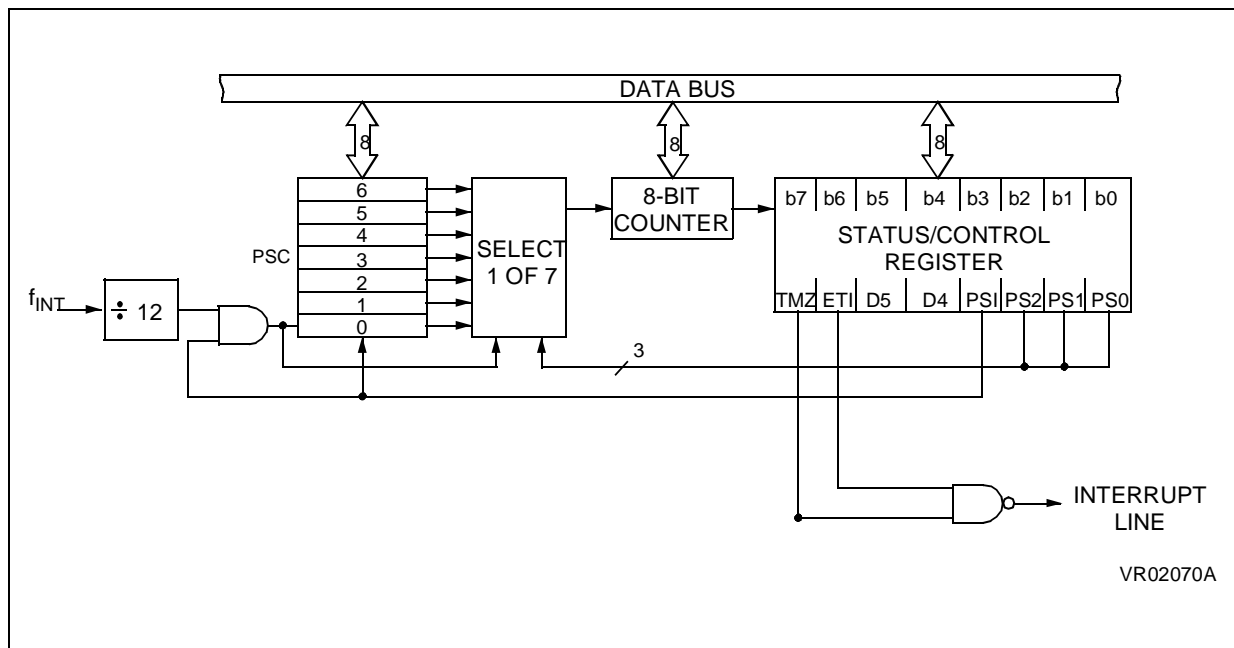 DATA BUS
8
8
8
6
5
4
3
2
1
0
PSC
fINT
÷ 12
SELECT
1 OF 7
8-BIT
COUNTER
b7 b6 b5 b4 b3 b2 b1 b0
STATUS/CONTROL
REGISTER
TMZ ETI D5 D4 PSI PS2 PS1 PS0
3
INTERRUPT
LINE
VR02070A